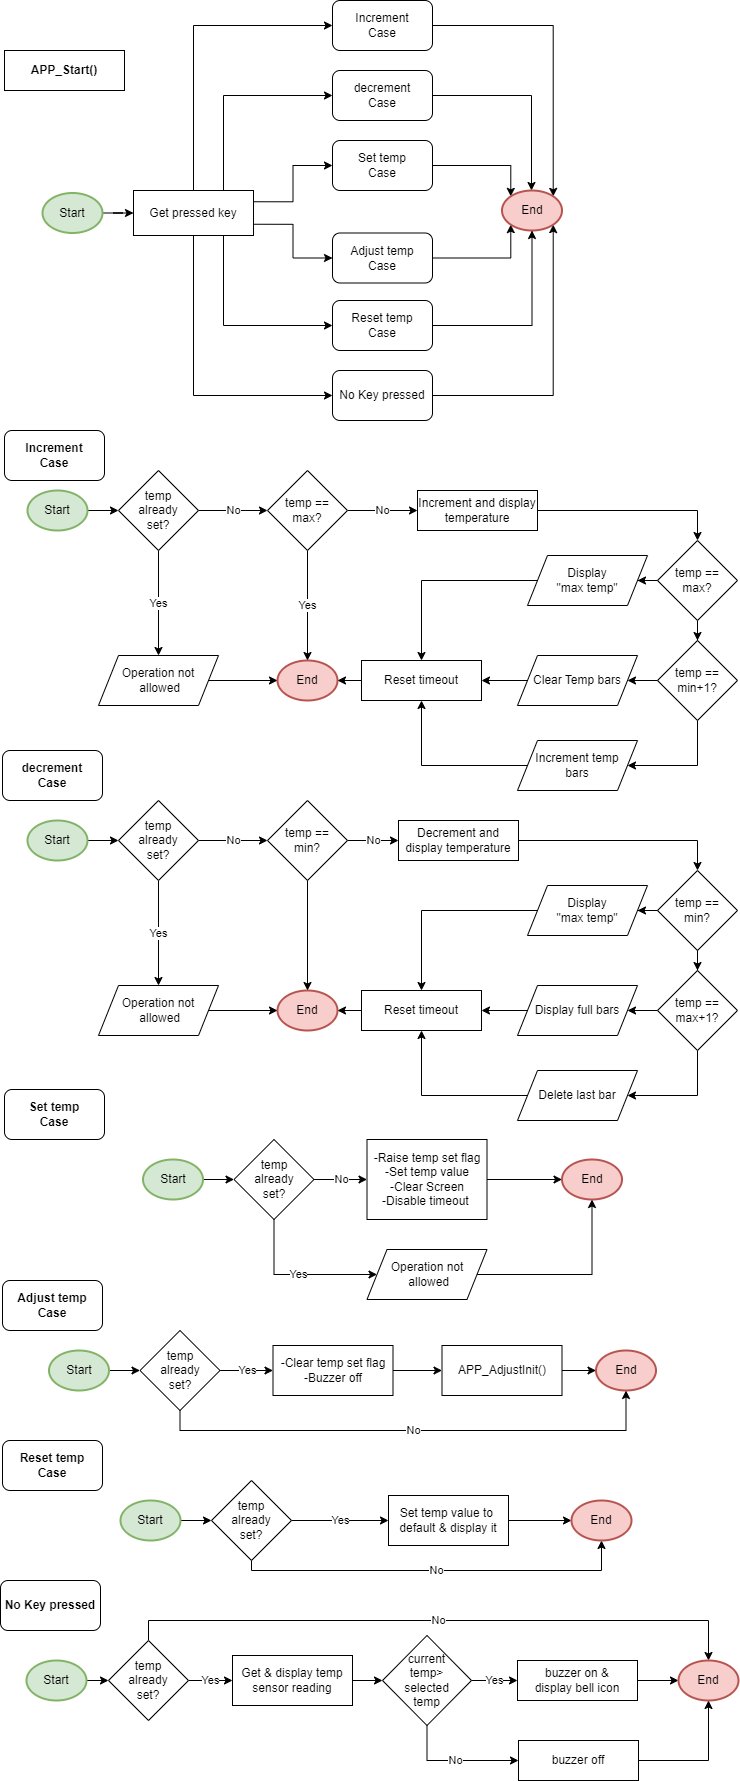 Increment
Case
APP_Start()
decrement
Case
Set temp
Case
Start
Get pressed key
End
Adjust temp
Case
Reset temp
Case
No Key pressed
Increment
Case
Start
temp
already
set?
No
temp ==
max?
No
Increment and display
temperature
temp ==
max?
Display
"max temp"
Yes
Yes
Operation not
allowed
End
Reset timeout
Clear Temp bars
temp ==
min+1?
Increment temp
bars
decrement
Case
Start
temp
already
set?
No
temp ==
min?
No
Decrement and
display temperature
temp ==
min?
Display
"max temp"
Yes
Operation not
allowed
End
Reset timeout
Display full bars
temp ==
max+1?
Delete last bar
Set temp
Case
Start
temp
already
set?
No
-Raise temp set flag
-Set temp value
-Clear Screen
-Disable timeout
End
Yes
Operation not
allowed
Adjust temp
Case
Start
temp
already
set?
Yes
-Clear temp set flag
-Buzzer off
APP_AdjustInit()
End
No
Reset temp
Case
Start
temp
already
set?
Yes
Set temp value to
default & display it
End
No
No Key pressed
No
Start
temp
already
set?
Yes
Get & display temp
sensor reading
current
temp>
selected
temp
Yes
buzzer on &
display bell icon
End
No
buzzer off